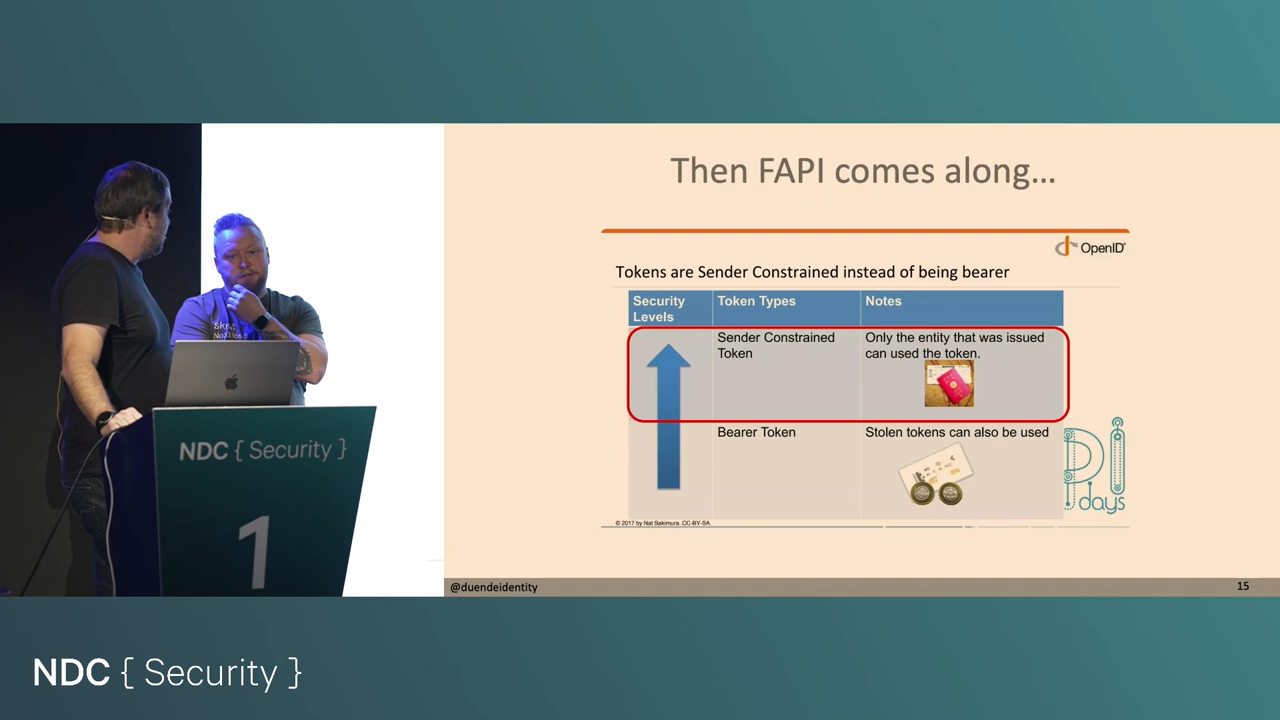 Then FAPI comes along...
OpenID
Tokens are Sender Constrained instead of being bearer
Security Levels
Token Types
Notes
Sender Constrained Token
Only the entity that was issued can used the token.
Bearer Token
Stolen tokens can also be used
PI
days
© 2017 by Nat Sakimura. CC-BY-SA.
@duendeidentity
15
NDC { Security }
1
NDC { Security }